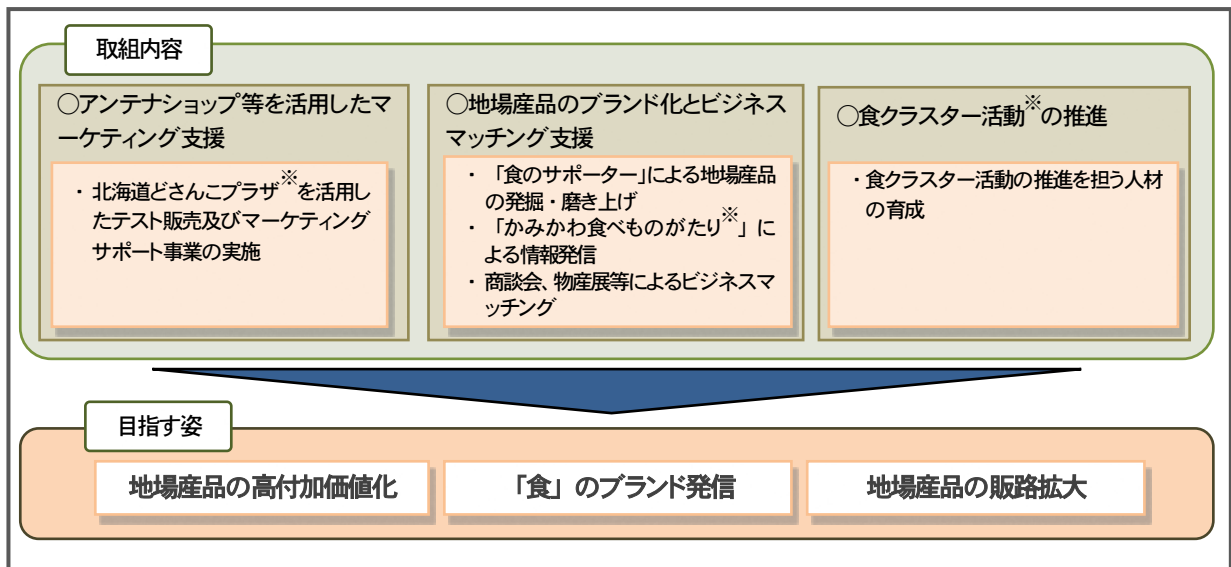 取組内容
○アンテナショップ等を活用したマ
ーケティング支援
・ 北海道どさんこプラザ※を活用し
たテスト販売及びマーケティング
サポート事業の実施
○地場産品のブランド化とビジネス
マッチング支援
・ 「食のサポーター」による地場産品
の発掘・磨き上げ
・ 「かみかわ食べものがたり※」に
よる情報発信
・ 商談会、物産展等によるビジネスマ
ッチング
○食クラスター活動※の推進
・食クラスター活動の推進を担う人材
の育成
目指す姿
地場産品の高付加価値化
「食」のブランド発信
地場産品の販路拡大